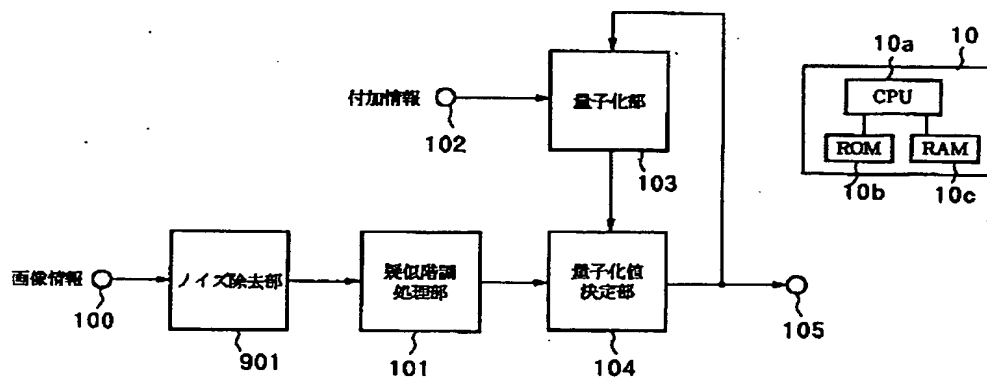 付加情報
102
量子化部
103
10
10a
CPU
ROM
RAM
10b
10c
画像情報
100
ノイズ除去部
901
疑似階調
処理部
101
量子化値
決定部
104
105